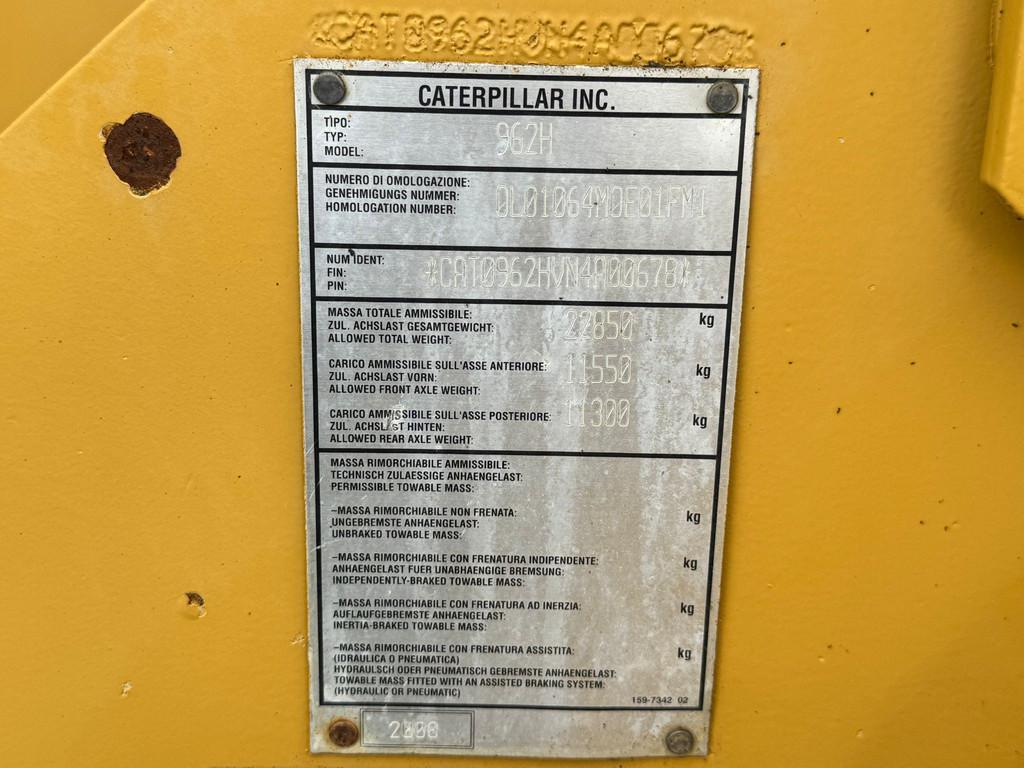 *CAT0962HVN4A00678*
CATERPILLAR INC.
TIPO:
TYP:
MODEL:
962H
NUMERO DI OMOLOGAZIONE:
GENEHMIGUNGS NUMMER:
HOMOLOGATION NUMBER:
OL01064MOE01FM1
NUM IDENT:
FIN:
PIN:
*CAT0962HVN4A00678*
MASSA TOTALE AMMISSIBILE:
ZUL. ACHSLAST GESAMTGEWICHT:
ALLOWED TOTAL WEIGHT:
22850 kg
CARICO AMMISSIBILE SULL'ASSE ANTERIORE:
ZUL. ACHSLAST VORN:
ALLOWED FRONT AXLE WEIGHT:
11550 kg
CARICO AMMISSIBILE SULL'ASSE POSTERIORE:
ZUL. ACHSLAST HINTEN:
ALLOWED REAR AXLE WEIGHT:
11300 kg
MASSA RIMORCHIABILE AMMISSIBILE:
TECHNISCH ZULAESSIGE ANHAENGELAST:
PERMISSIBLE TOWABLE MASS:
–MASSA RIMORCHIABILE NON FRENATA:
UNGEBREMSTE ANHAENGELAST:
UNBRAKED TOWABLE MASS:
kg
–MASSA RIMORCHIABILE CON FRENATURA INDIPENDENTE:
ANHAENGELAST FUER UNABHAENGIGE BREMSUNG:
INDEPENDENTLY-BRAKED TOWABLE MASS:
kg
–MASSA RIMORCHIABILE CON FRENATURA AD INERZIA:
AUFLAUFGEBREMSTE ANHAENGELAST:
INERTIA-BRAKED TOWABLE MASS:
kg
–MASSA RIMORCHIABILE CON FRENATURA ASSISTITA:
(IDRAULICA O PNEUMATICA)
HYDRAULSCH ODER PNEUMATISCH GEBREMSTE ANHAENGELAST:
TOWABLE MASS FITTED WITH AN ASSISTED BRAKING SYSTEM:
(HYDRAULIC OR PNEUMATIC)
kg
159-7342 02